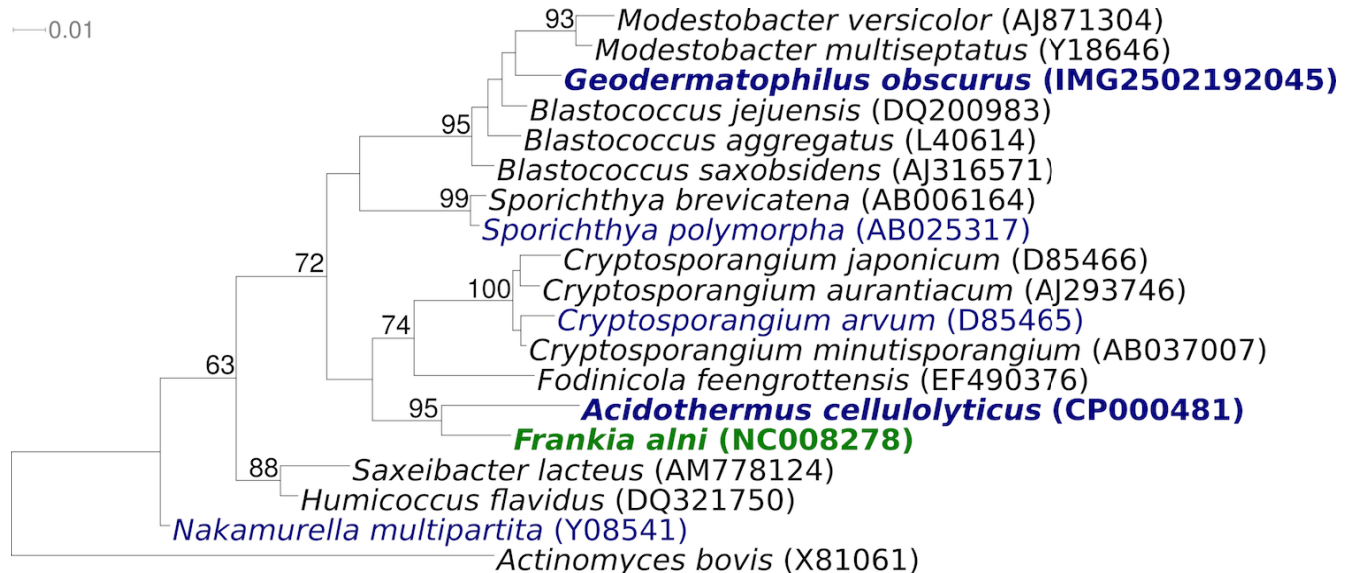 0.01
93
Modestobacter versicolor (AJ871304)
Modestobacter multiseptatus (Y18646)
Geodermatophilus obscurus (IMG2502192045)
Blastococcus jejuensis (DQ200983)
95
Blastococcus aggregatus (L40614)
Blastococcus saxobsidens (AJ316571)
99
Sporichthya brevicatena (AB006164)
Sporichthya polymorpha (AB025317)
72
Cryptosporangium japonicum (D85466)
100
Cryptosporangium aurantiacum (AJ293746)
Cryptosporangium arvum (D85465)
74
Cryptosporangium minutisporangium (AB037007)
63
Fodinicola feengrottensis (EF490376)
95
Acidothermus cellulolyticus (CP000481)
Frankia alni (NC008278)
88
Saxeibacter lacteus (AM778124)
Humicoccus flavidus (DQ321750)
Nakamurella multipartita (Y08541)
Actinomyces bovis (X81061)